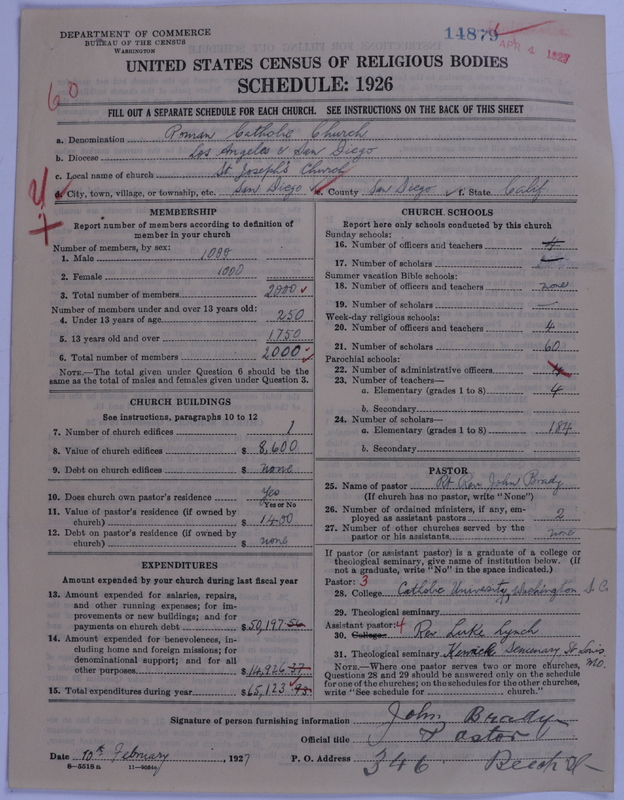 DEPARTMENT OF COMMERCE
BUREAU OF THE CENSUS
WASHINGTON
14879
APR 4 1927
60
UNITED STATES CENSUS OF RELIGIOUS BODIES
SCHEDULE: 1926
FILL OUT A SEPARATE SCHEDULE FOR EACH CHURCH. SEE INSTRUCTIONS ON THE BACK OF THIS SHEET
a. Denomination Roman Catholic Church
b. Diocese Los Angeles & San Diego
c. Local name of church St Joseph's Church
d. City, town, village, or township, etc. San Diego e. County San Diego f. State Calif.
MEMBERSHIP
Report number of members according to definition of
member in your church
Number of members, by sex:
1. Male 1000
2. Female 1000
3. Total number of members 2000
Number of members under and over 13 years old:
4. Under 13 years of age 250
5. 13 years old and over 1750
6. Total number of members 2000
NOTE.—The total given under Question 6 should be the
same as the total of males and females given under Question 3.
CHURCH BUILDINGS
See instructions, paragraphs 10 to 12
7. Number of church edifices 1
8. Value of church edifices $ 8,600
9. Debt on church edifices $ none
10. Does church own pastor's residence Yes
Yes or No
11. Value of pastor's residence (if owned by
church) $ 1400
12. Debt on pastor's residence (if owned by
church) $ none
EXPENDITURES
Amount expended by your church during last fiscal year
13. Amount expended for salaries, repairs,
and other running expenses; for im-
provements or new buildings; and for
payments on church debt $ 50,197.56
14. Amount expended for benevolences, in-
cluding home and foreign missions; for
denominational support; and for all
other purposes $ 14,926.37
15. Total expenditures during year $ 65,123.93
CHURCH SCHOOLS
Report here only schools conducted by this church
Sunday schools:
16. Number of officers and teachers 4
17. Number of scholars
Summer vacation Bible schools:
18. Number of officers and teachers none
19. Number of scholars —
Week-day religious schools:
20. Number of officers and teachers 4
21. Number of scholars 60
Parochial schools:
22. Number of administrative officers 4
23. Number of teachers—
a. Elementary (grades 1 to 8) 4
b. Secondary
24. Number of scholars—
a. Elementary (grades 1 to 8) 184
b. Secondary
PASTOR
25. Name of pastor Rt Rev. John Brady
(If church has no pastor, write "None")
26. Number of ordained ministers, if any, em-
ployed as assistant pastors 2
27. Number of other churches served by the
pastor or his assistants none
If pastor (or assistant pastor) is a graduate of a college or
theological seminary, give name of institution below. (If
not a graduate, write "No" in the space indicated.)
Pastor: 3
28. College Catholic University, Washington D.C.
29. Theological seminary
Assistant pastor: 4
30. College Rev Luke Lynch
31. Theological seminary Kenrick Seminary St Louis Mo.
NOTE.—Where one pastor serves two or more churches,
Questions 28 and 29 should be answered only on the schedule
for one of the churches; on the schedules for the other churches,
write "See schedule for church."
Signature of person furnishing information John Brady
Official title Pastor
Date 10th February, 1927 P. O. Address 346 Beech St
8—5518a 11—9084a